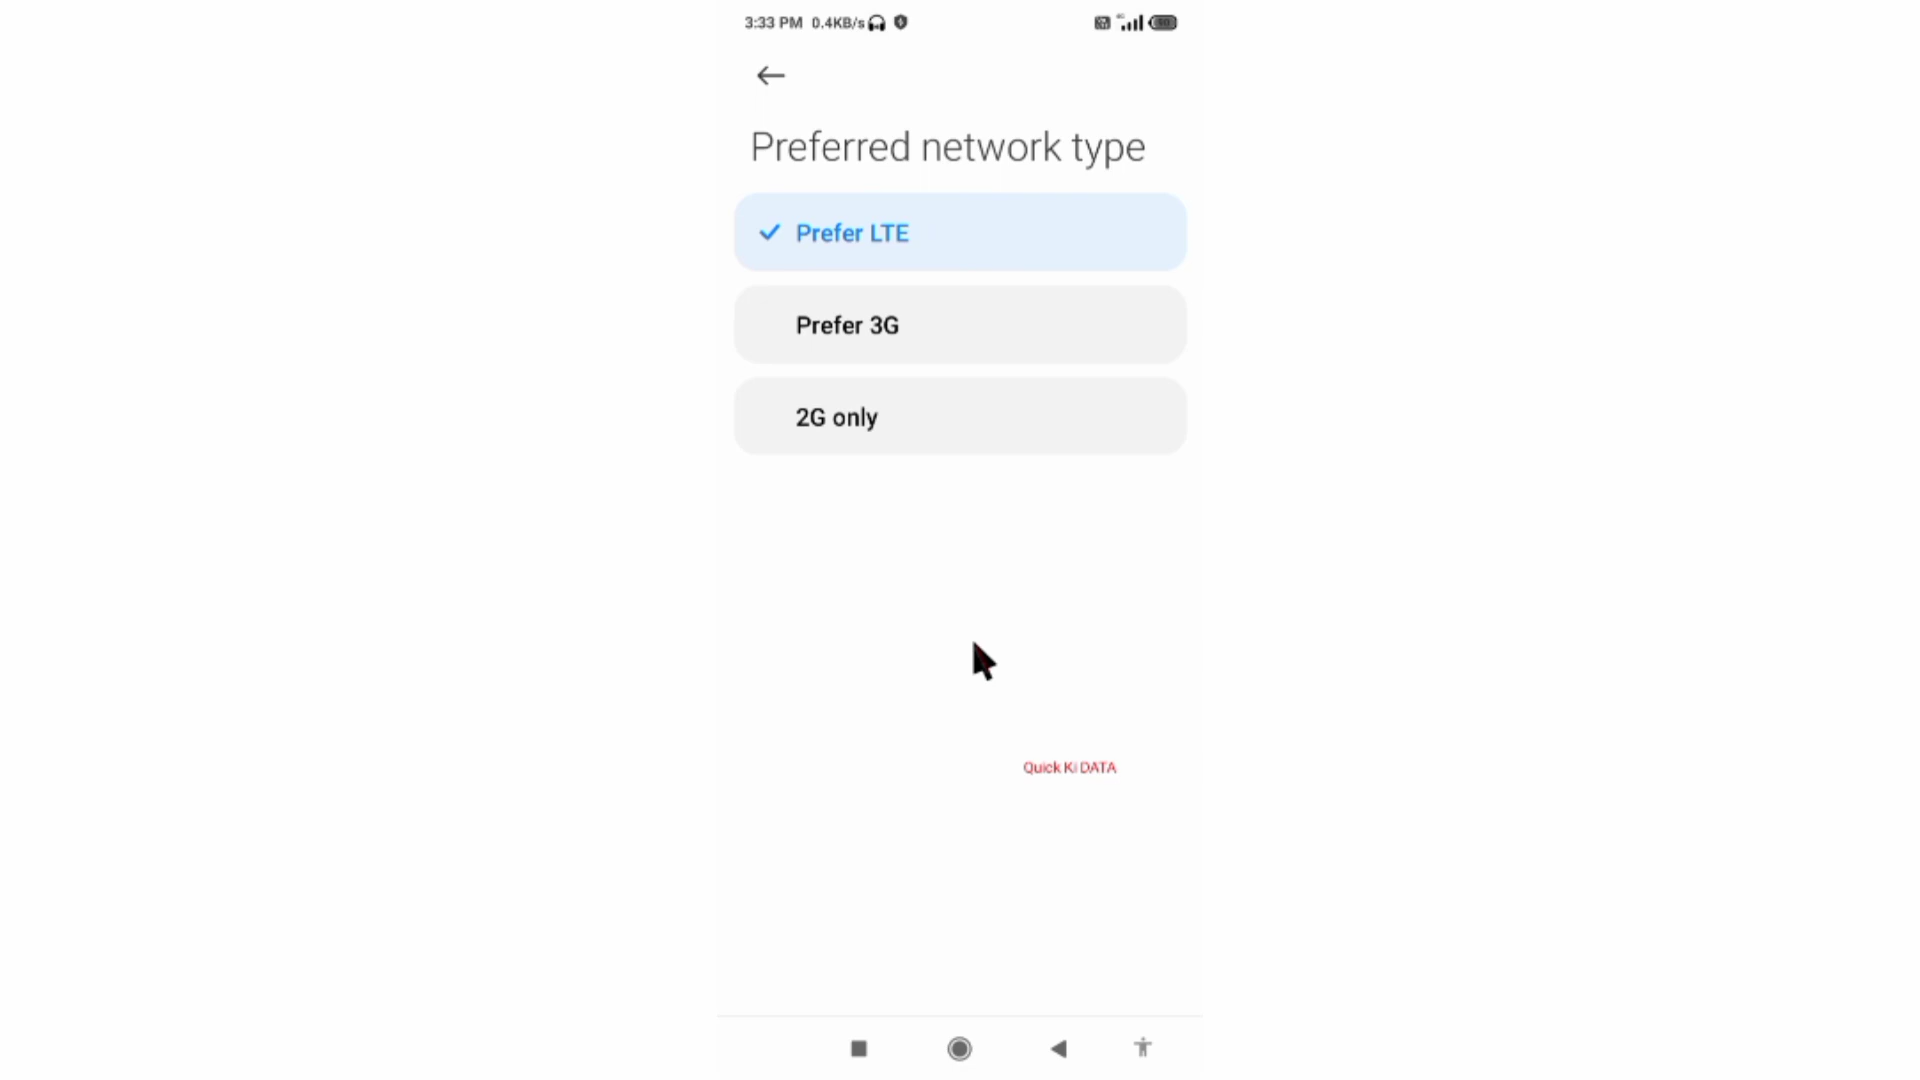 3:33 PM 0.4KB/s
Preferred network type
Prefer LTE
Prefer 3G
2G only
Quick Ki DATA